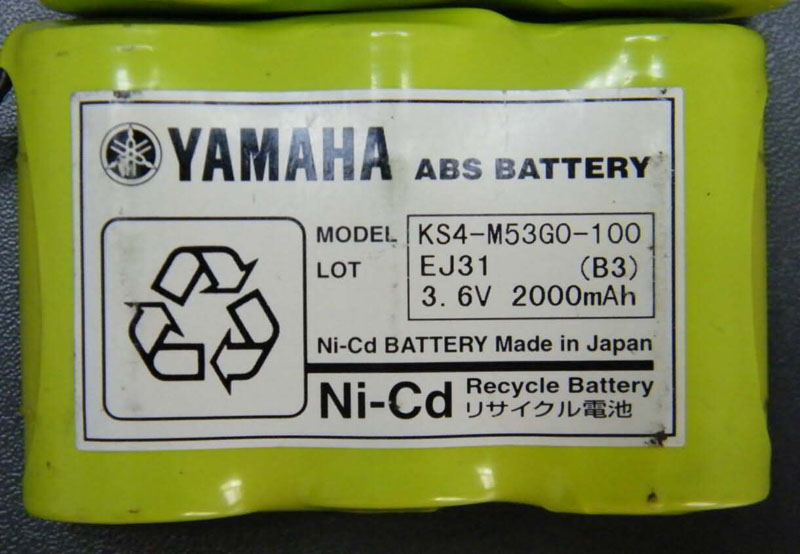 YAMAHA ABS BATTERY
MODEL KS4-M53G0-100
LOT EJ31 (B3)
3.6V 2000mAh
Ni-Cd BATTERY Made in Japan
Ni-Cd Recycle Battery
リサイクル電池